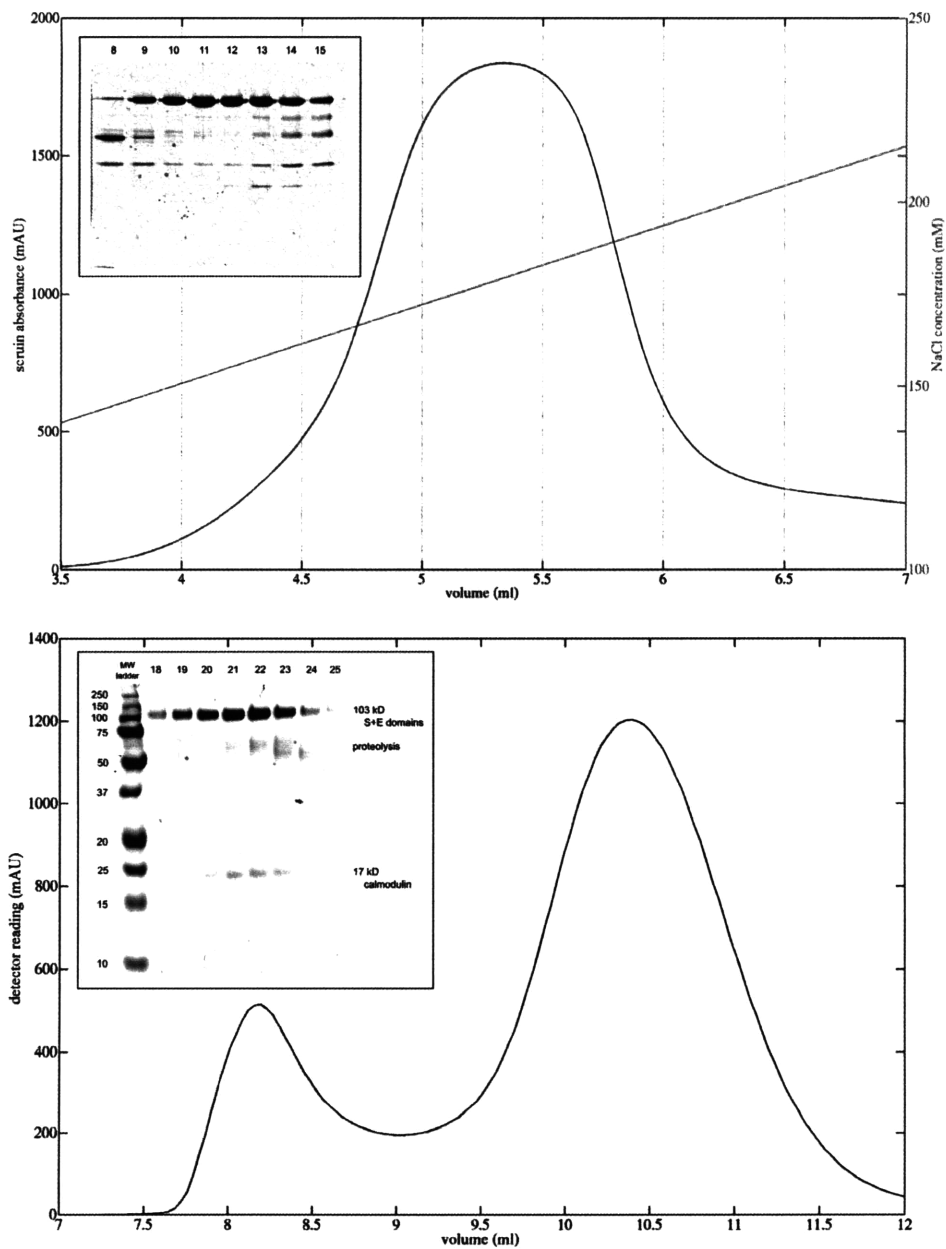 2000
250
8 9 10 11 12 13 14 15
1500
200
scruin absorbance (mAU)
NaCl concentration (mM)
1000
150
500
0
100
3.5 4 4.5 5 5.5 6 6.5 7
volume (ml)
1400
MW
ladder
18 19 20 21 22 23 24 25
250
150
100
75
50
37
20
25
15
10
103 kD
S+E domains
proteolysis
17 kD
calmodulin
1200
1000
800
600
400
200
0
detector reading (mAU)
7 7.5 8 8.5 9 9.5 10 10.5 11 11.5 12
volume (ml)